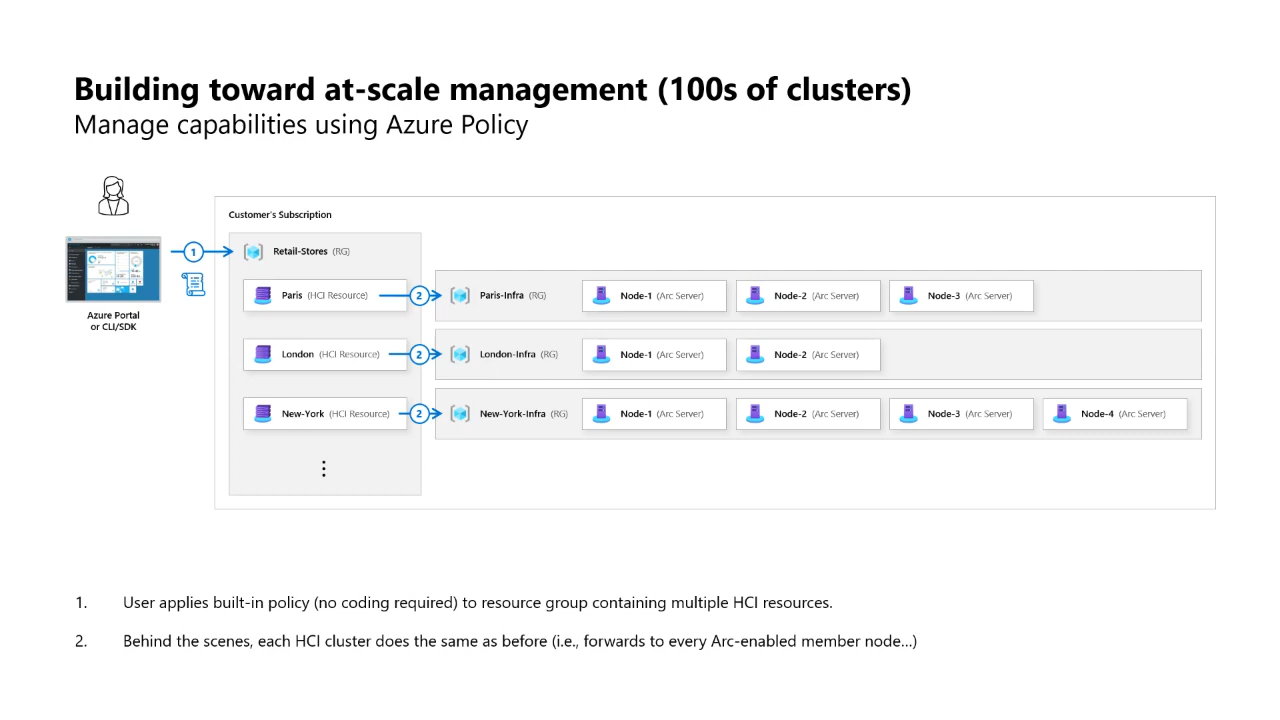 Building toward at-scale management (100s of clusters)
Manage capabilities using Azure Policy
Customer's Subscription
1
Retail-Stores (RG)
Azure Portal
or CLI/SDK
Paris (HCI Resource)
2
Paris-Infra (RG)
Node-1 (Arc Server)
Node-2 (Arc Server)
Node-3 (Arc Server)
London (HCI Resource)
2
London-Infra (RG)
Node-1 (Arc Server)
Node-2 (Arc Server)
New-York (HCI Resource)
2
New-York-Infra (RG)
Node-1 (Arc Server)
Node-2 (Arc Server)
Node-3 (Arc Server)
Node-4 (Arc Server)
1. User applies built-in policy (no coding required) to resource group containing multiple HCI resources.
2. Behind the scenes, each HCI cluster does the same as before (i.e., forwards to every Arc-enabled member node...)